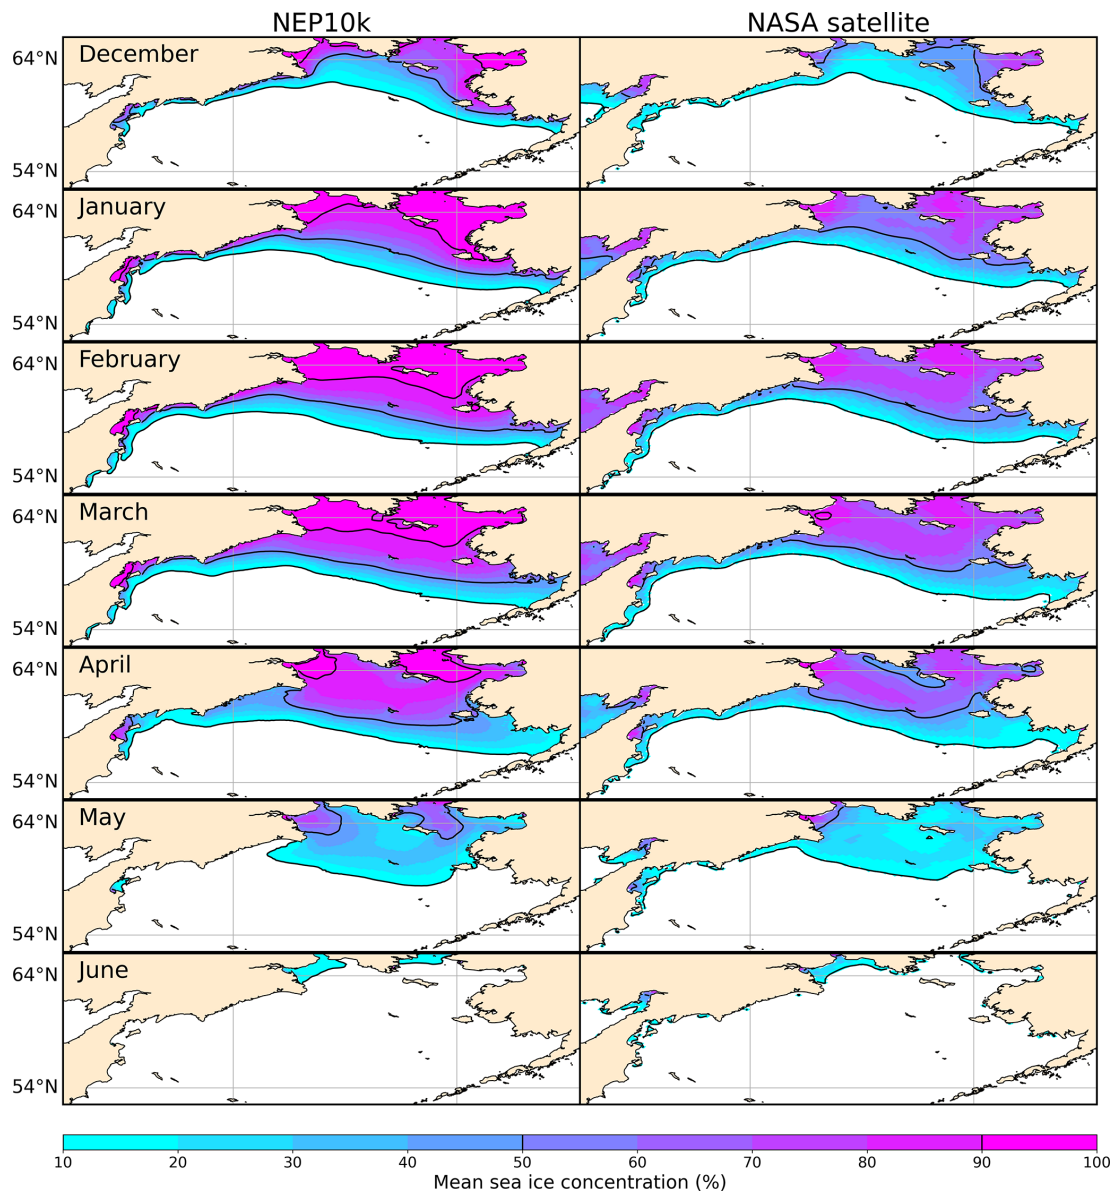 NEP10k NASA satellite
64°N December
54°N
64°N January
54°N
64°N February
54°N
64°N March
54°N
64°N April
54°N
64°N May
54°N
64°N June
54°N
10 20 30 40 50 60 70 80 90 100
Mean sea ice concentration (%)